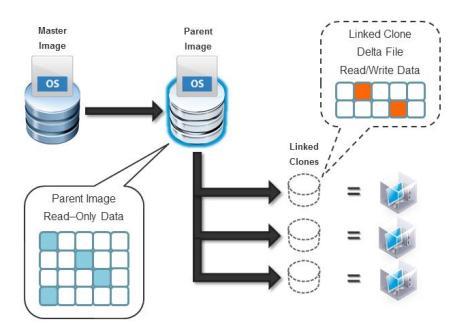 Master
Image
Parent
Image
OS
OS
Linked Clone
Delta File
Read/Write Data
Linked
Clones
Parent Image
Read–Only Data
=
=
=